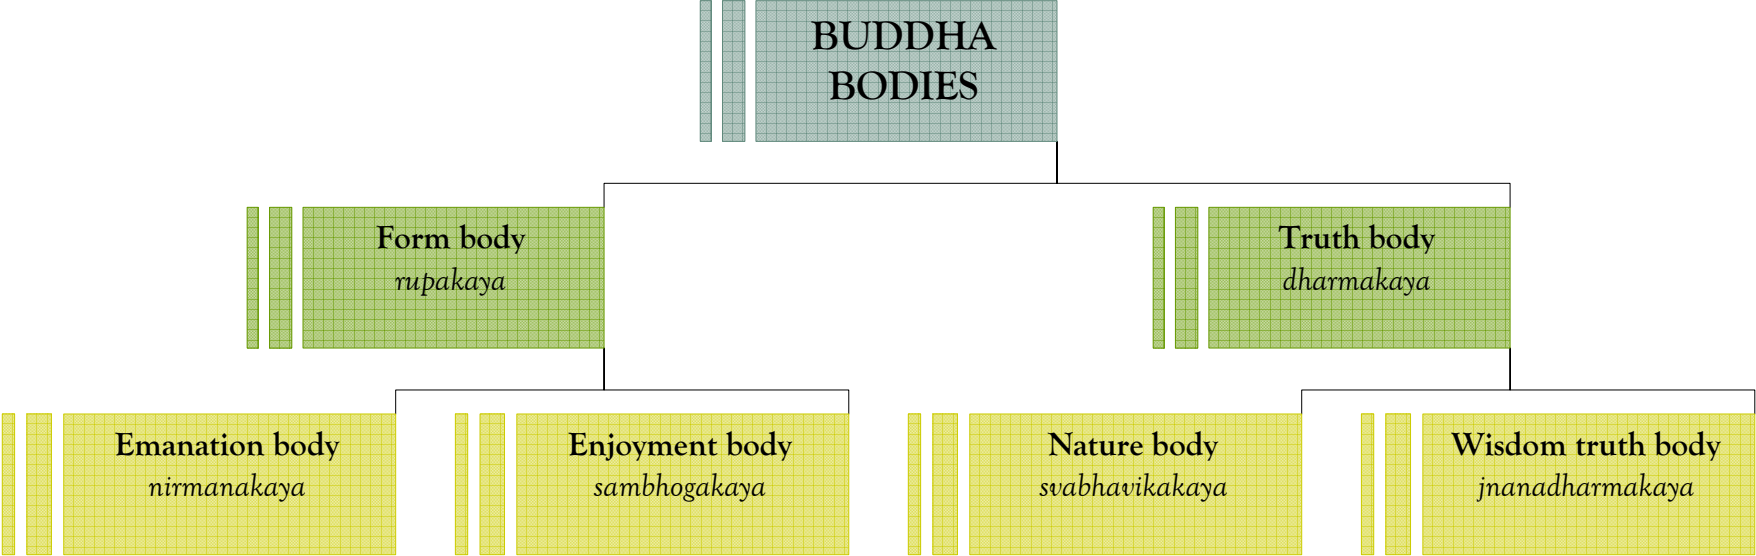 BUDDHA
BODIES
Form body
rupakaya
Truth body
dharmakaya
Emanation body
nirmanakaya
Enjoyment body
sambhogakaya
Nature body
svabhavikakaya
Wisdom truth body
jnanadharmakaya